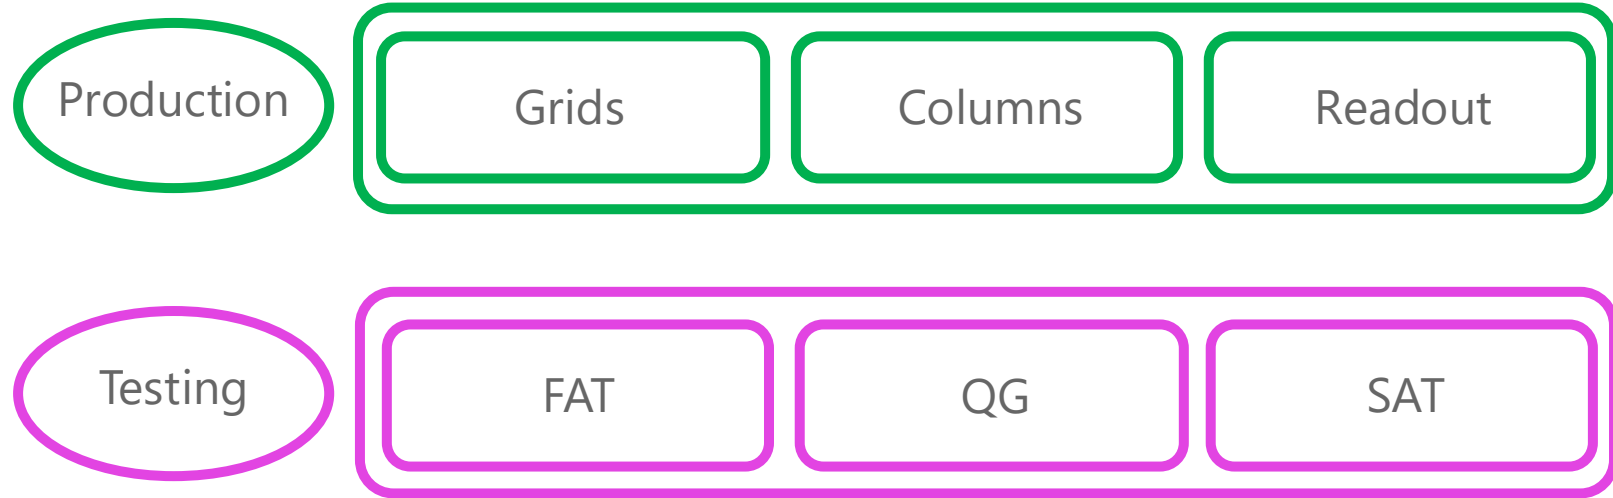 Production
Grids
Columns
Readout
Testing
FAT
QG
SAT